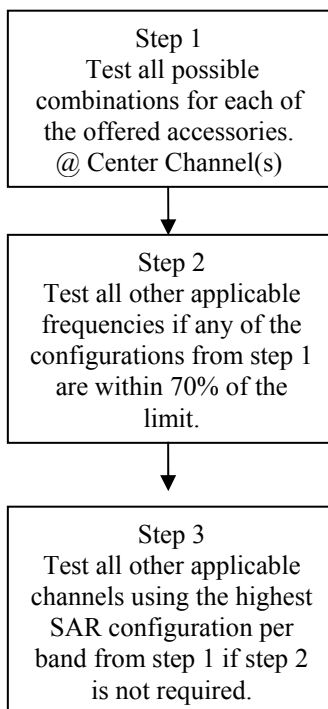 Step 1
Test all possible
combinations for each of
the offered accessories.
@ Center Channel(s)
Step 2
Test all other applicable
frequencies if any of the
configurations from step 1
are within 70% of the
limit.
Step 3
Test all other applicable
channels using the highest
SAR configuration per
band from step 1 if step 2
is not required.